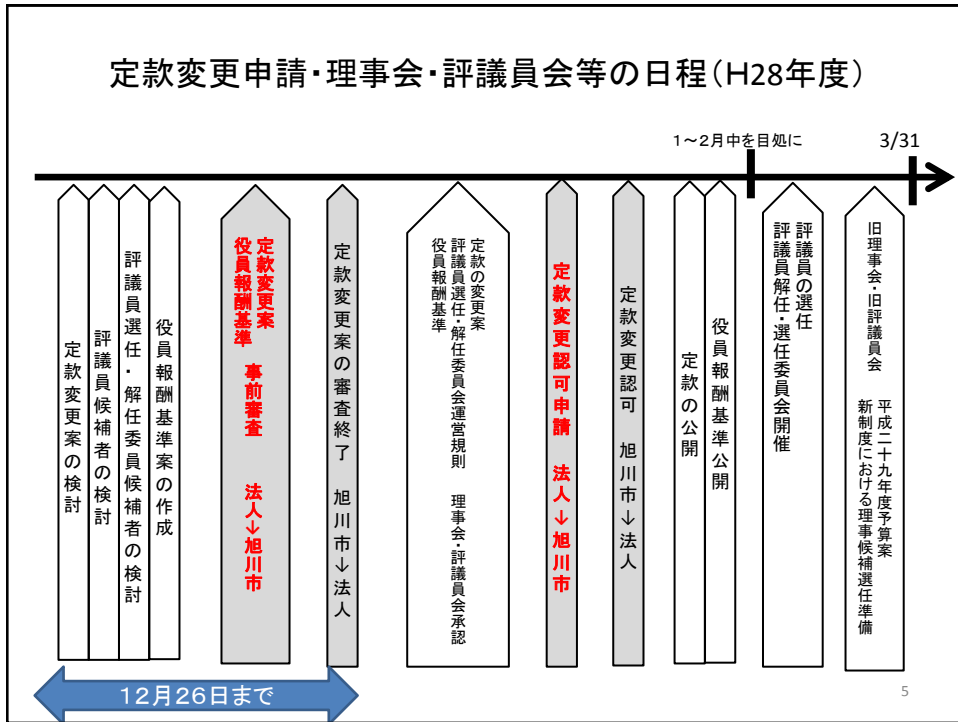 定款変更申請・理事会・評議員会等の日程(H28年度)
1～2月中を目処に
3/31
定款変更案の検討
評議員候補者の検討
評議員選任・解任委員候補者の検討
役員報酬基準案の作成
定款変更案
役員報酬基準 事前審査 法人→旭川市
定款変更案の審査終了 旭川市→法人
定款の変更案
評議員選任・解任委員会運営規則 理事会・評議員会承認
役員報酬基準
定款変更認可申請 法人→旭川市
定款変更認可 旭川市→法人
定款の公開
役員報酬基準公開
評議員の選任
評議員解任・選任委員会開催
旧理事会・旧評議員会 平成二十九年度予算案
新制度における理事候補選任準備
12月26日まで
5